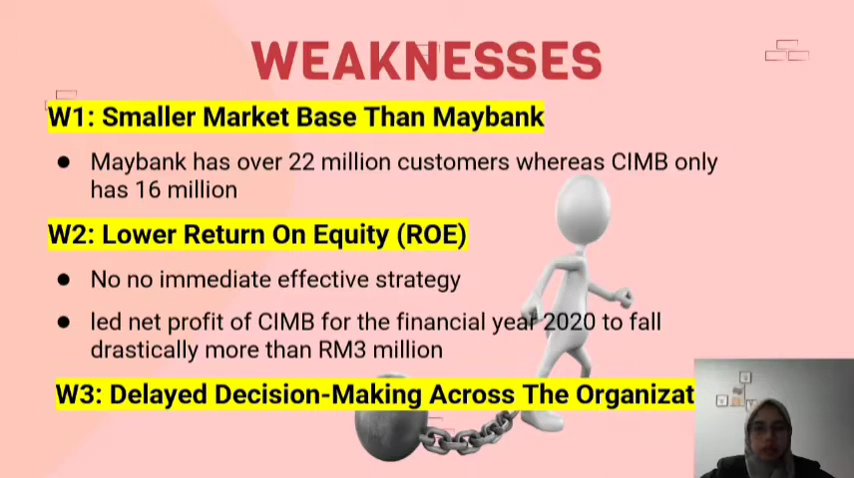 WEAKNESSES
W1: Smaller Market Base Than Maybank
● Maybank has over 22 million customers whereas CIMB only
has 16 million
W2: Lower Return On Equity (ROE)
● No no immediate effective strategy
● led net profit of CIMB for the financial year 2020 to fall
drastically more than RM3 million
W3: Delayed Decision-Making Across The Organizat